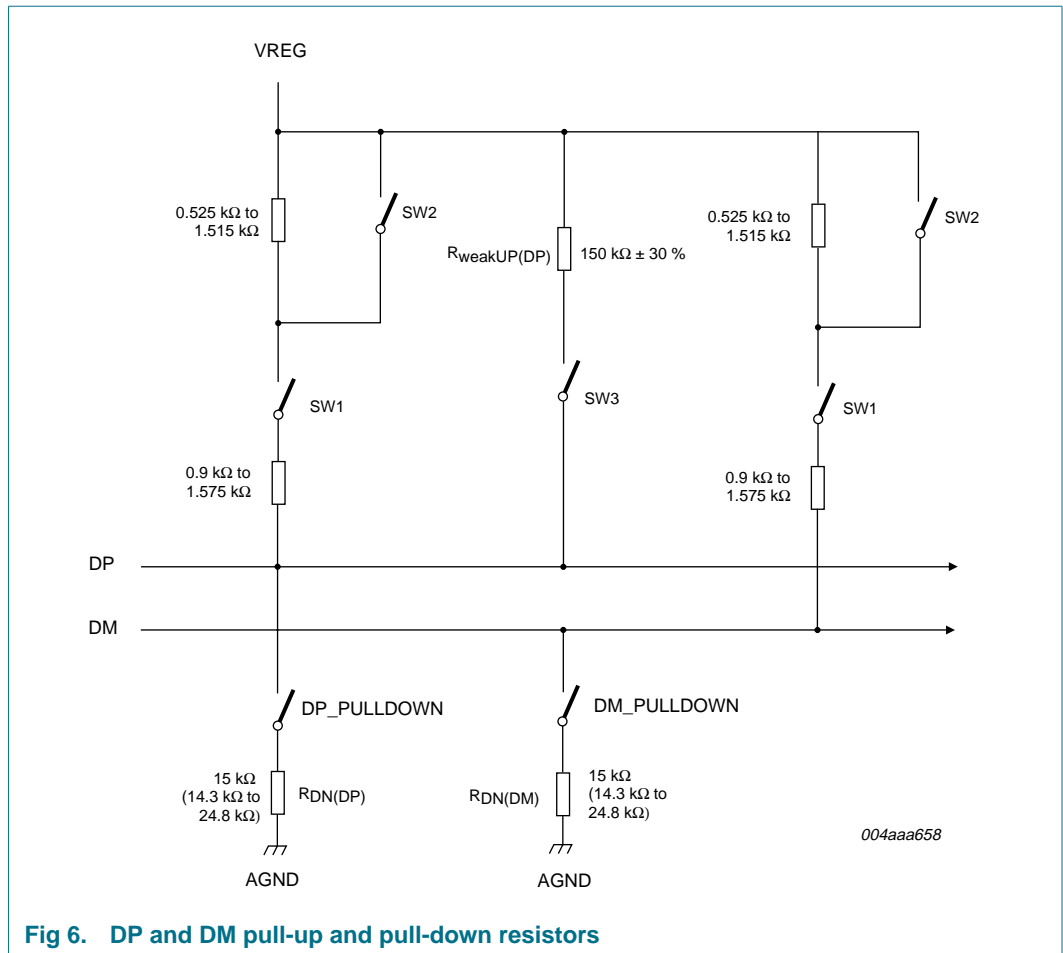 VREG
0.525 kΩ to
1.515 kΩ
SW2
RweakUP(DP)
150 kΩ ± 30 %
0.525 kΩ to
1.515 kΩ
SW2
SW1
SW3
SW1
0.9 kΩ to
1.575 kΩ
0.9 kΩ to
1.575 kΩ
DP
DM
DP_PULLDOWN
DM_PULLDOWN
15 kΩ
(14.3 kΩ to
24.8 kΩ)
RDN(DP)
RDN(DM)
15 kΩ
(14.3 kΩ to
24.8 kΩ)
004aaa658
AGND
AGND
Fig 6. DP and DM pull-up and pull-down resistors